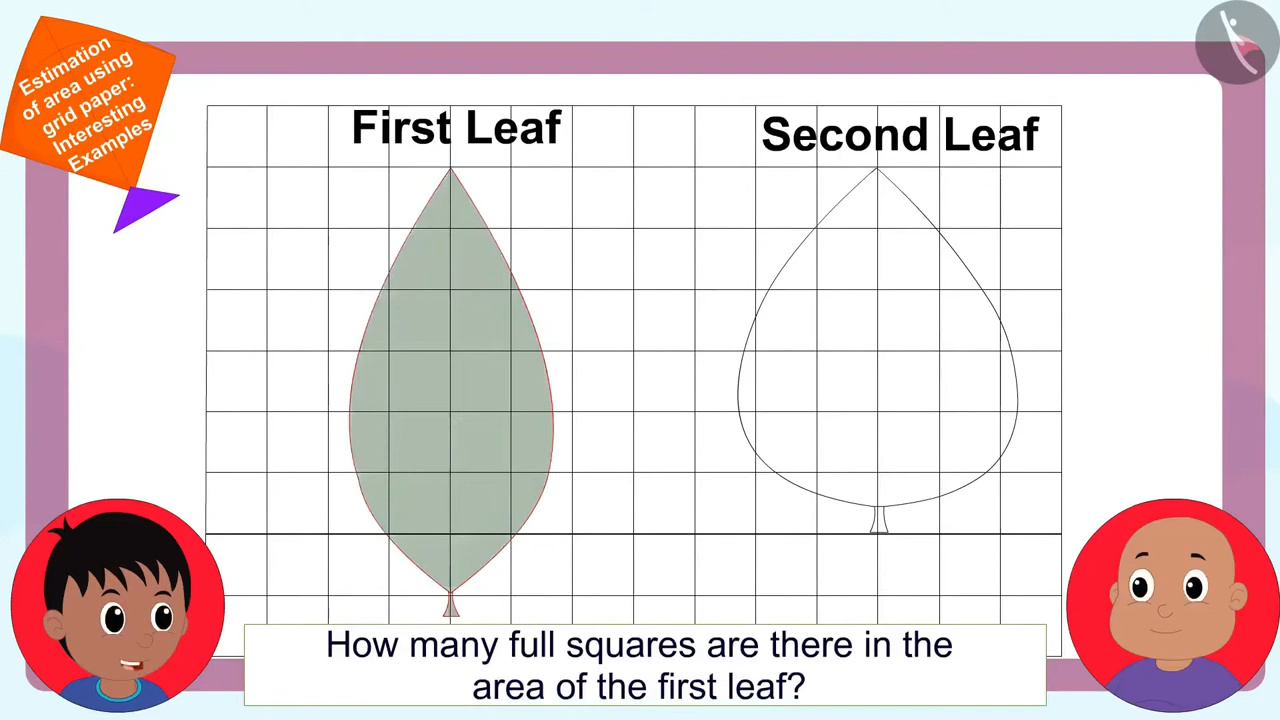 Estimation
of area using
grid paper:
Interesting
Examples
First Leaf
Second Leaf
How many full squares are there in the
area of the first leaf?